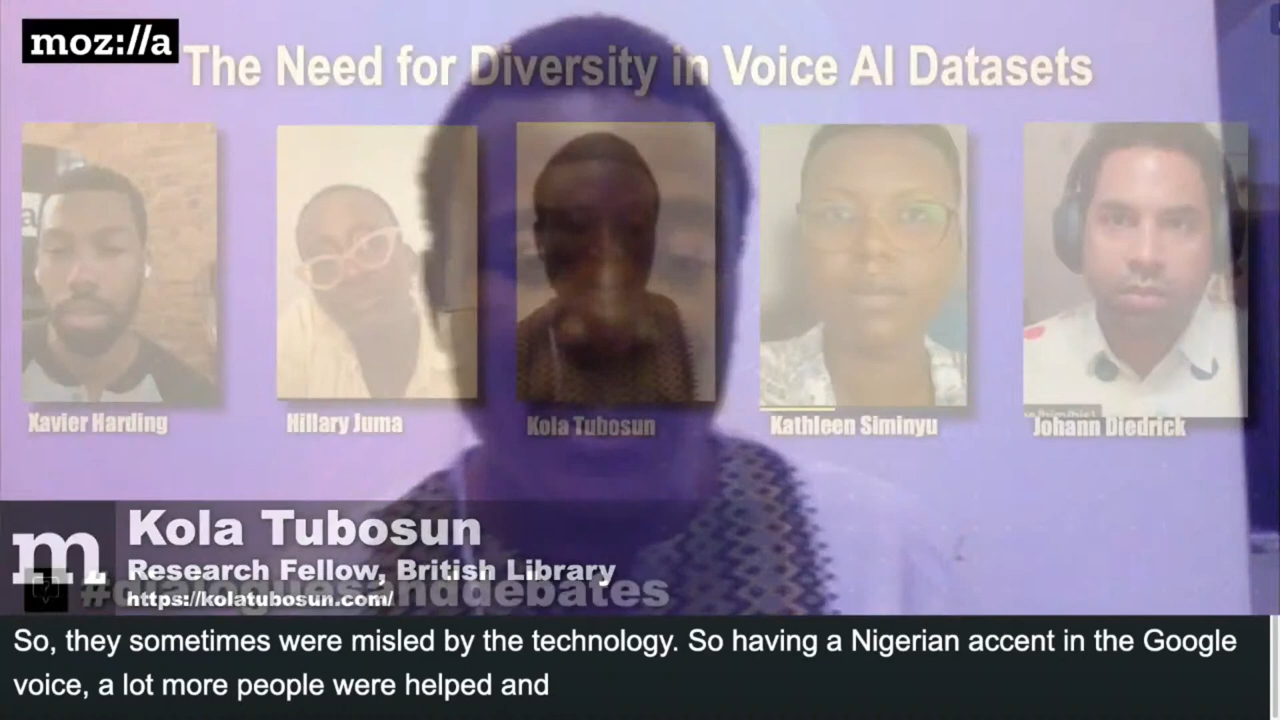 moz://a
The Need for Diversity in Voice AI Datasets
Xavier Harding
Hillary Juma
Kola Tubosun
Kathleen Siminyu
Johann Diedrick
Kola Tubosun
m
Research Fellow, British Library
#dialoguesanddebates
https://kolatubosun.com/
So, they sometimes were misled by the technology. So having a Nigerian accent in the Google
voice, a lot more people were helped and